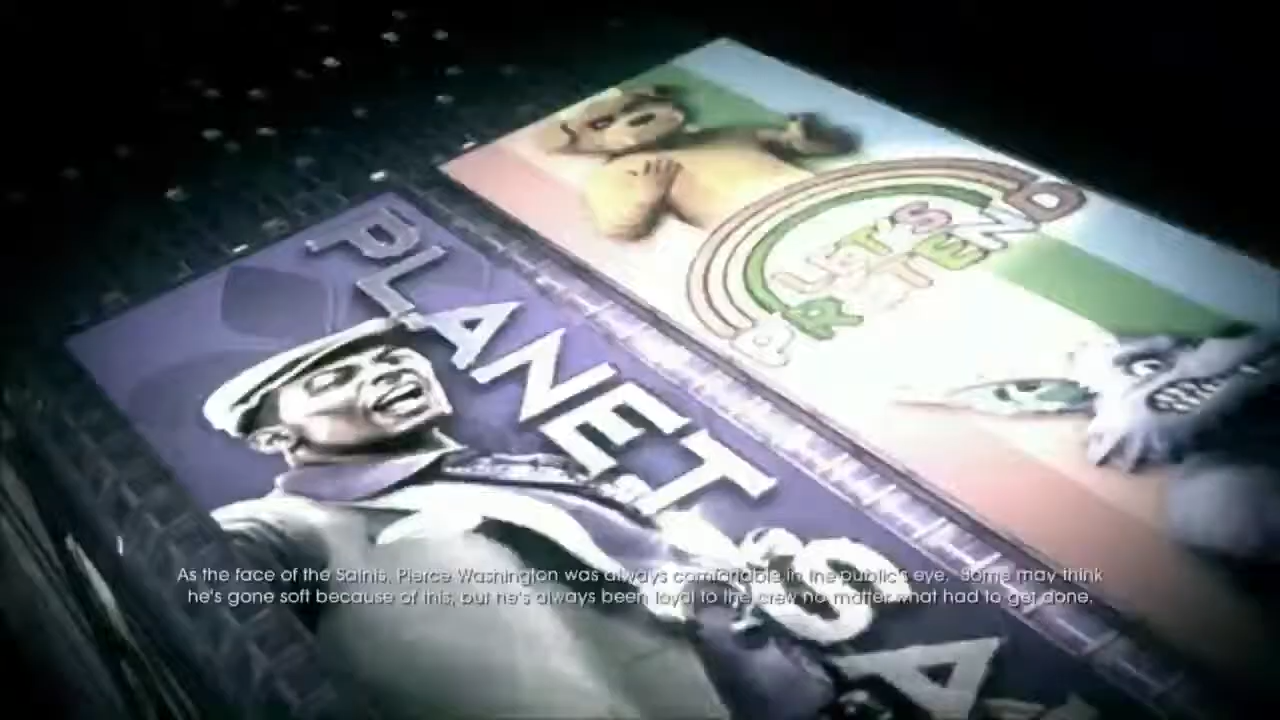 LET'S
PRETEND
PLANET
SA
As the face of the Saints, Pierce Washington was always comfortable in the public's eye. Some may think
he's gone soft because of this, but he's always been loyal to the crew no matter what had to get done.